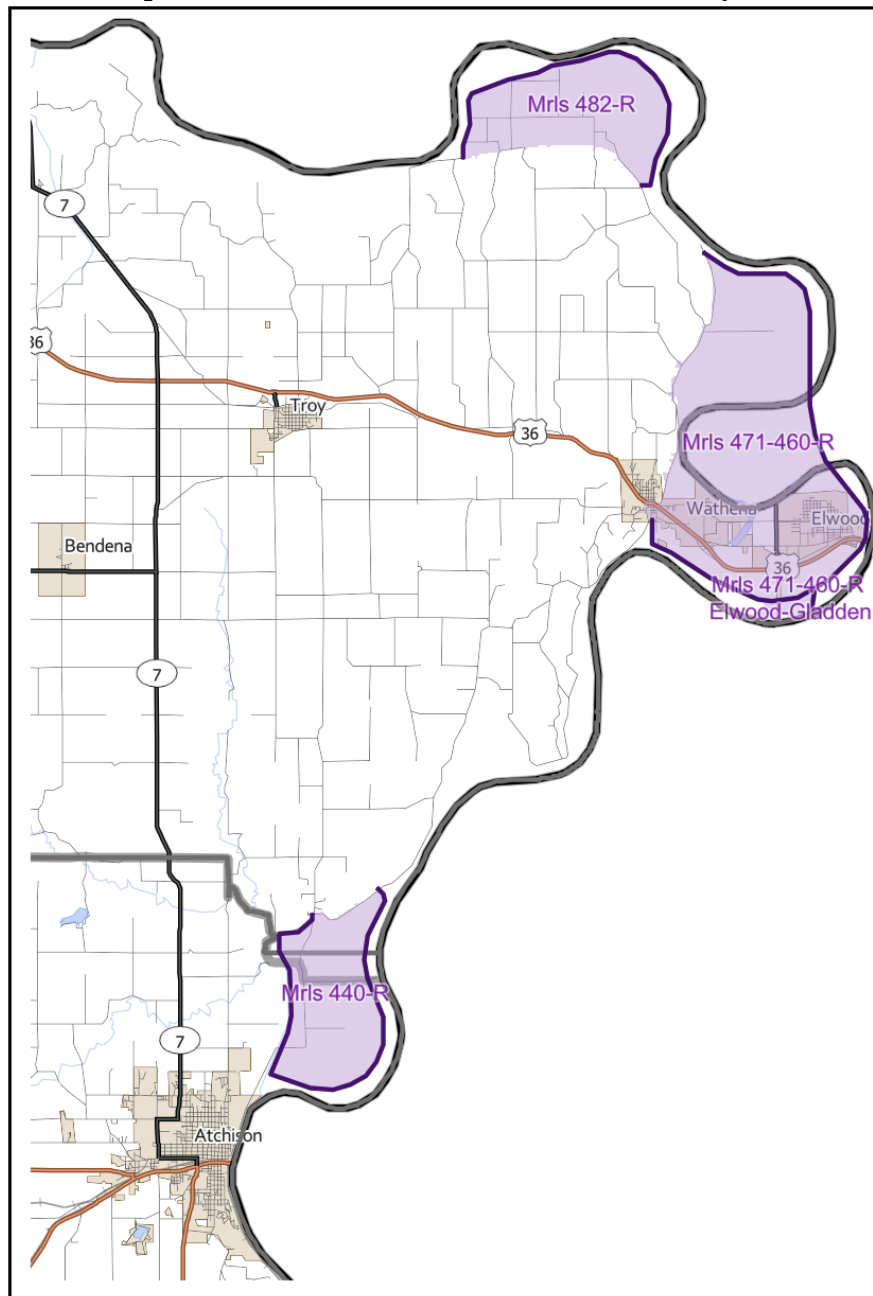 Mrls 482-R
7
36
Troy
36
Mrls 471-460-R
Wathena
Elwood
Bendena
36
Mrls 471-460-R
Elwood-Gladden
7
Mrls 440-R
7
Atchison